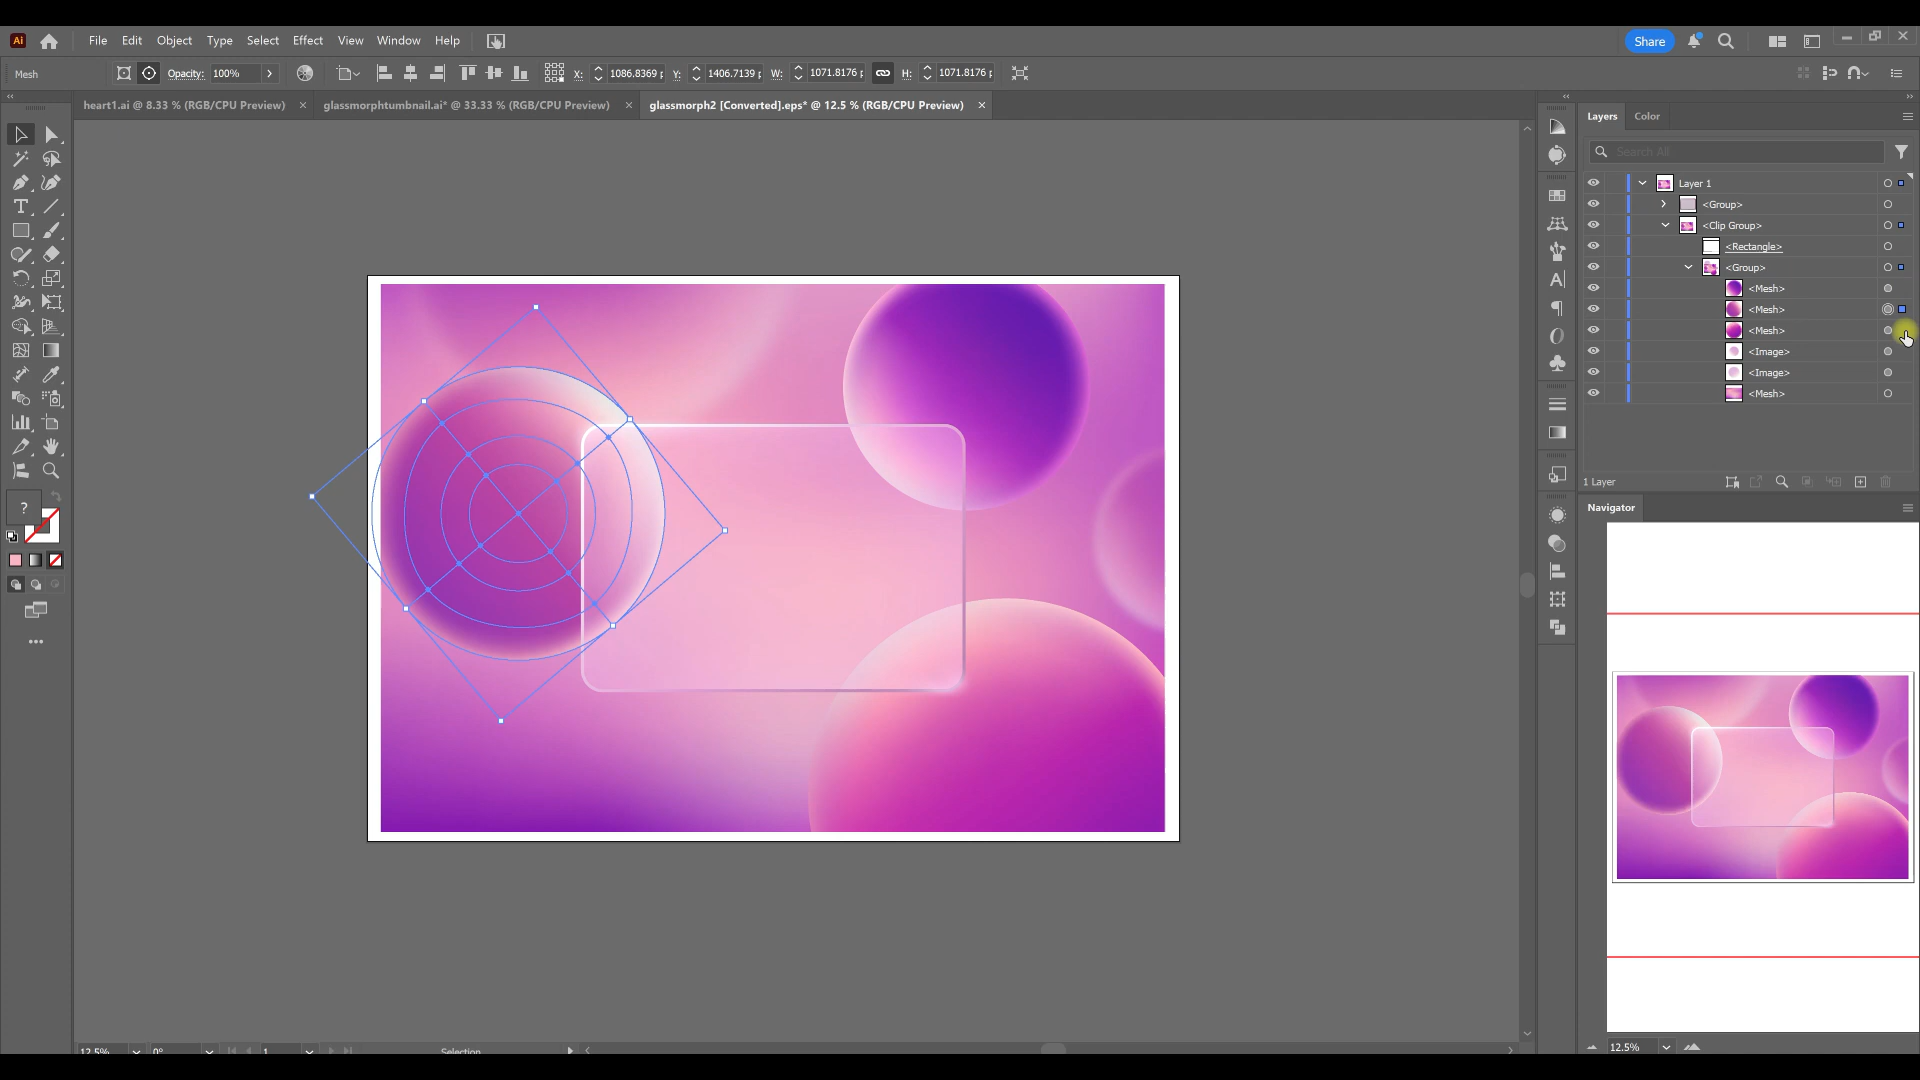 Ai File Edit Object Type Select Effect View Window Help Share
Mesh Opacity: 100% X: 1086.8369 Y: 1406.7139 W: 1071.8176 H: 1071.8176
heart1.ai @ 8.33 % (RGB/CPU Preview) × glassmorphtumbnail.ai* @ 33.33 % (RGB/CPU Preview) × glassmorph2 [Converted].eps* @ 12.5 % (RGB/CPU Preview) ×
Layers Color
Search All
Layer 1
<Group>
<Clip Group>
<Rectangle>
<Group>
<Mesh>
<Mesh>
<Mesh>
<Image>
<Image>
<Mesh>
1 Layer
Navigator
?
12.5% 0° 1 Selection
12.5%